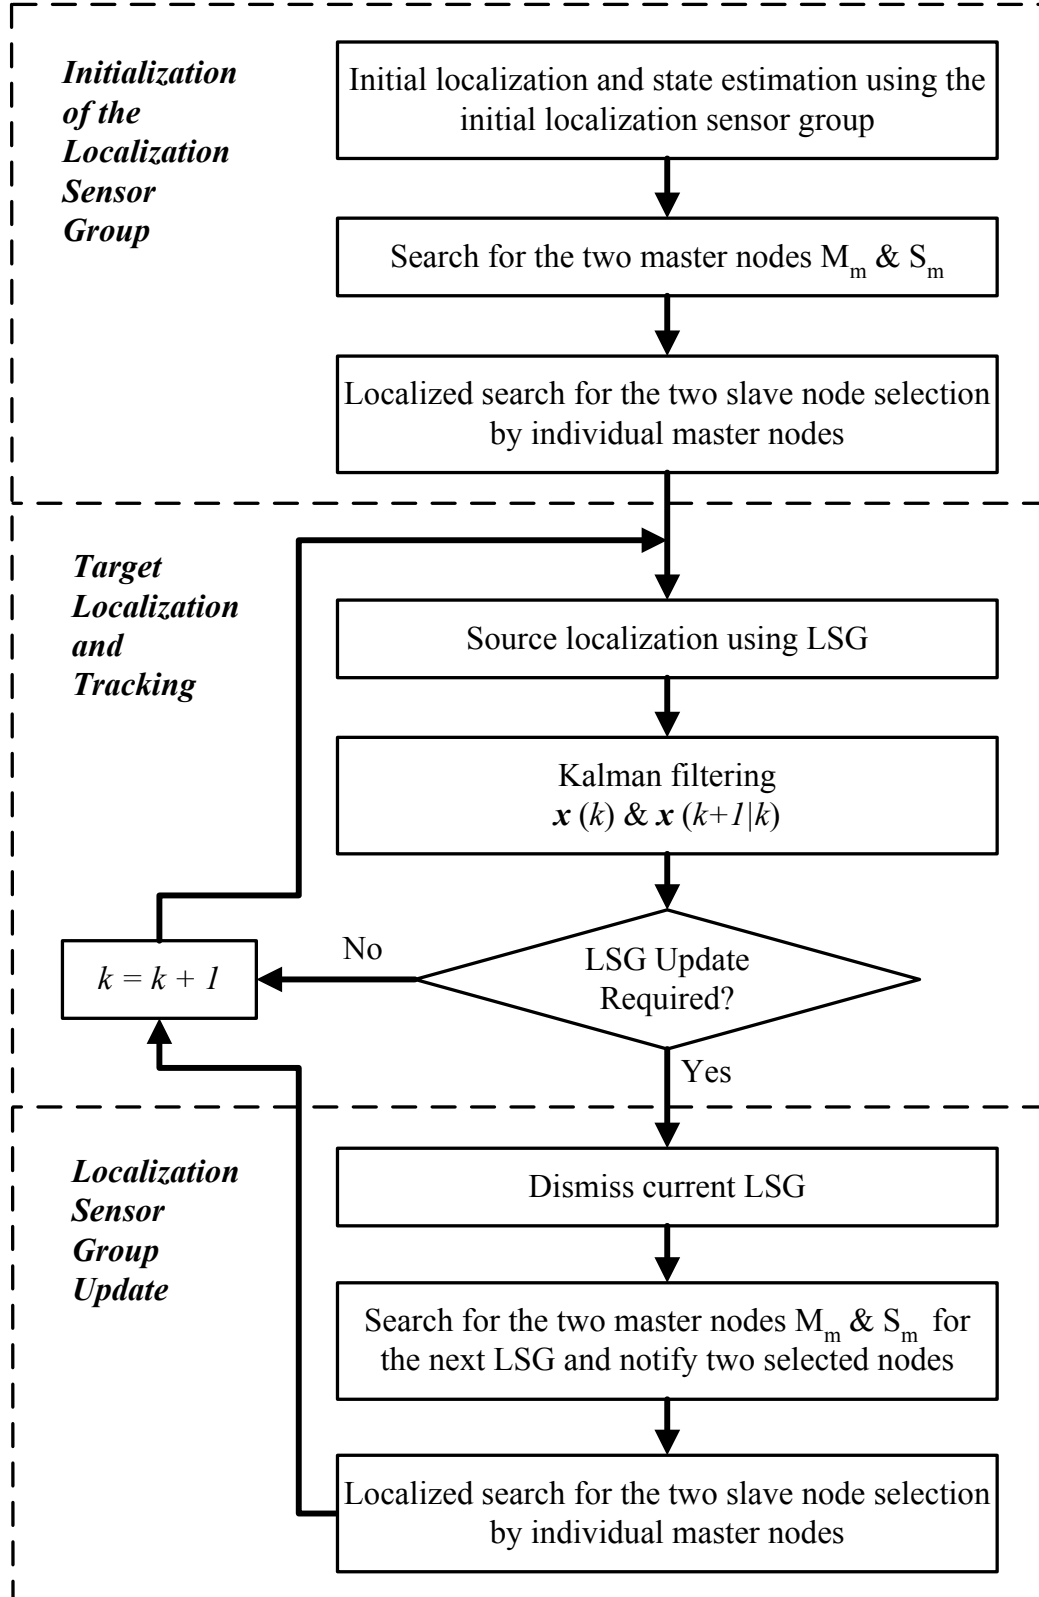 Initialization
of the
Localization
Sensor
Group
Initial localization and state estimation using the
initial localization sensor group
Search for the two master nodes Mm & Sm
Localized search for the two slave node selection
by individual master nodes
Target
Localization
and
Tracking
Source localization using LSG
Kalman filtering
x (k) & x (k+1|k)
LSG Update
Required?
No
k = k + 1
Yes
Localization
Sensor
Group
Update
Dismiss current LSG
Search for the two master nodes Mm & Sm for
the next LSG and notify two selected nodes
Localized search for the two slave node selection
by individual master nodes